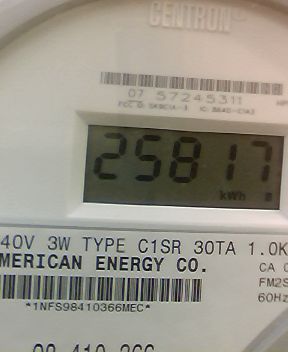 CENTRON
07 57245311
25817
kWh
40V 3W TYPE C1SR 30TA 1.0K
MERICAN ENERGY CO.
CA 0
FM2S
60Hz
*1NFS98410366MEC*